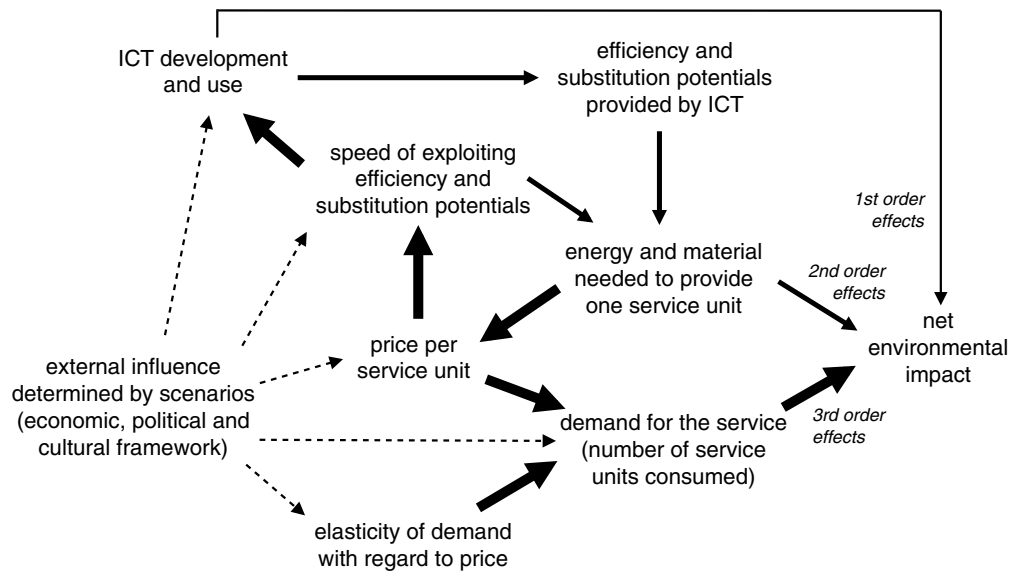 ICT development
and use
efficiency and
substitution potentials
provided by ICT
speed of exploiting
efficiency and
substitution potentials
1st order
effects
energy and material
needed to provide
one service unit
2nd order
effects
net
environmental
impact
price per
service unit
external influence
determined by scenarios
(economic, political and
cultural framework)
demand for the service
(number of service
units consumed)
3rd order
effects
elasticity of demand
with regard to price